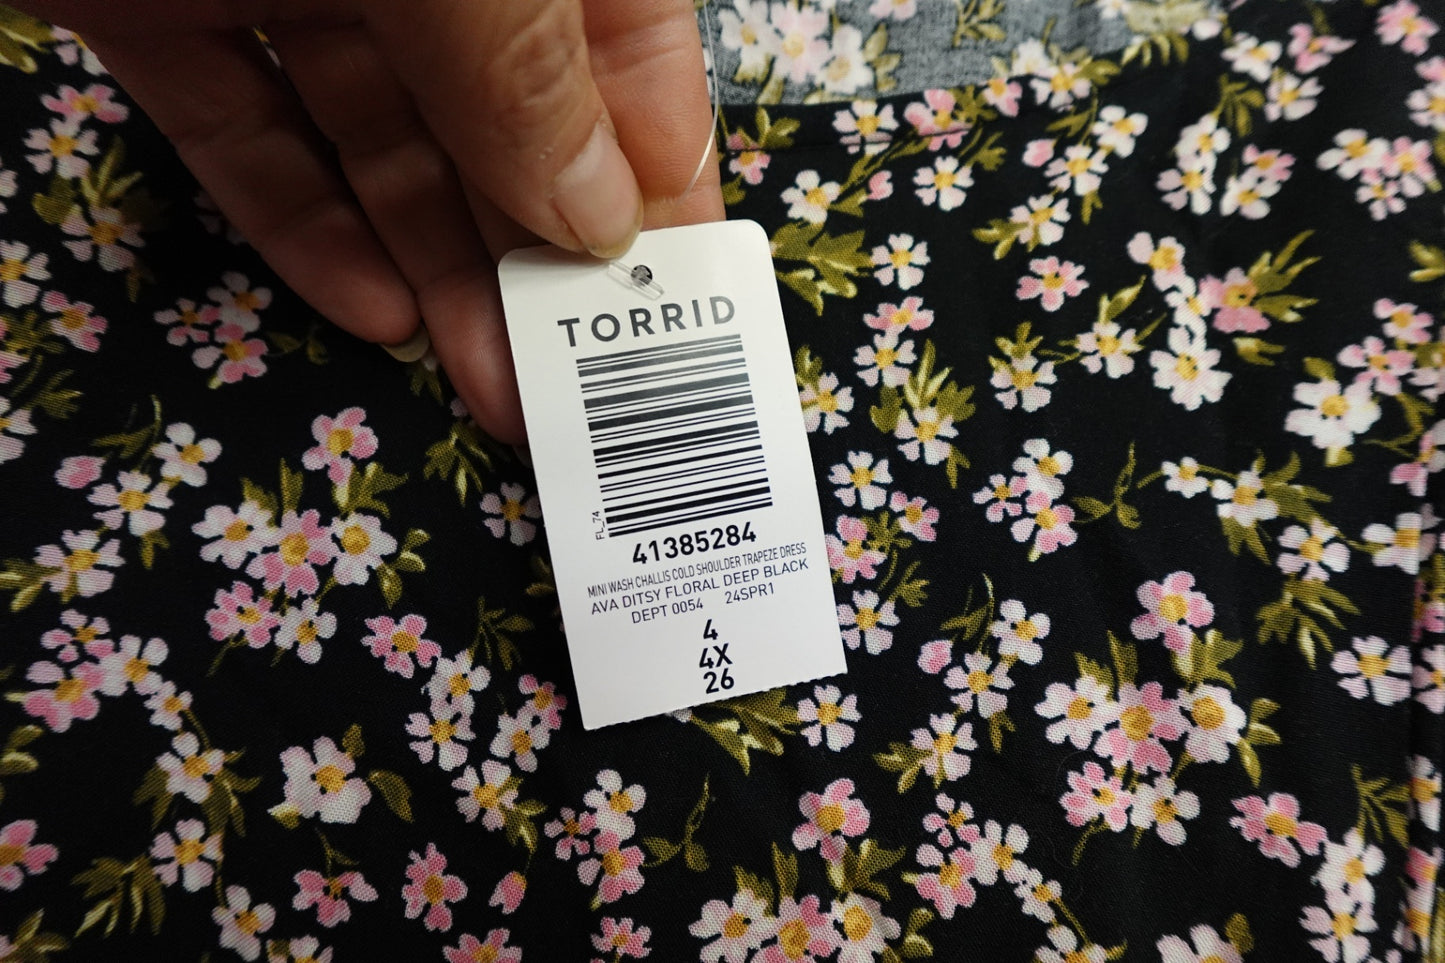 TORRID
FL_74
41385284
MINI WASH CHALLIS COLD SHOULDER TRAPEZE DRESS
AVA DITSY FLORAL DEEP BLACK
DEPT 0054 24SPR1
4
4X
26